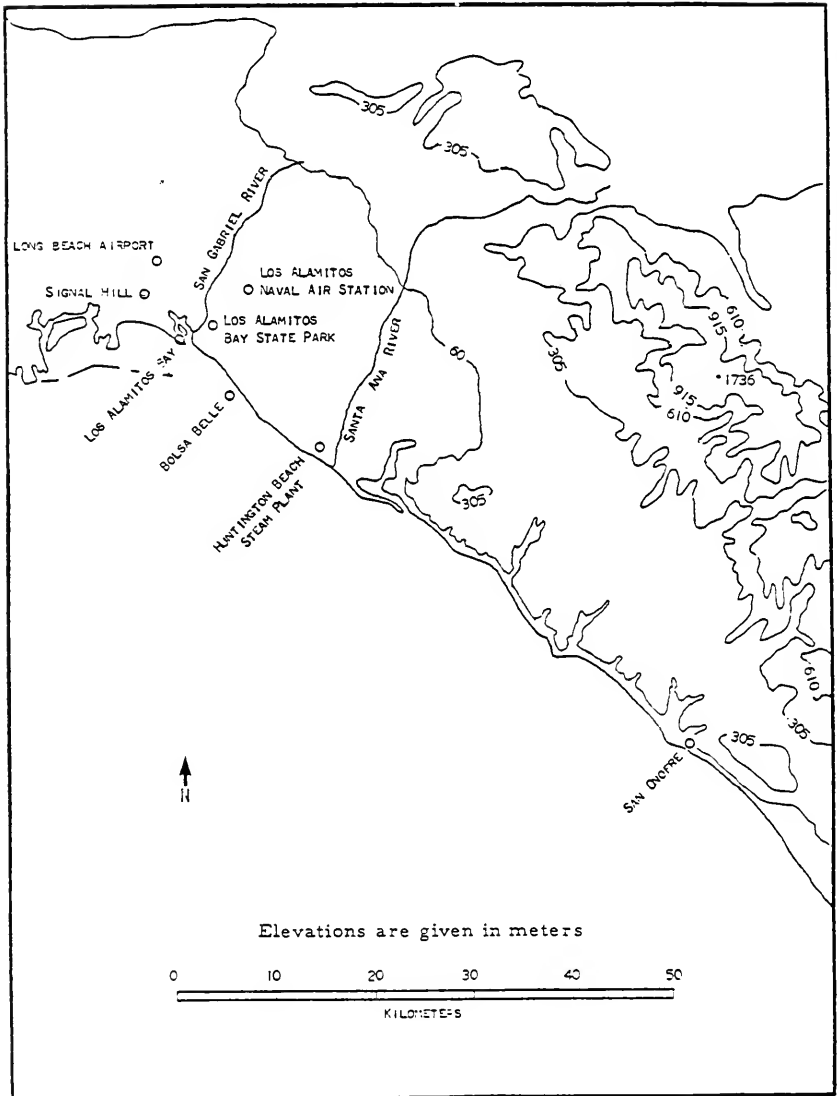 305
305
SAN GABRIEL RIVER
LONG BEACH AIRPORT
SIGNAL HILL
LOS ALAMITOS
NAVAL AIR STATION
LOS ALAMITOS
BAY STATE PARK
LOS ALAMITOS BAY
BOLSA BELLE
SANTA ANA RIVER
60
HUNTINGTON BEACH
STEAM PLANT
305
610
915
1736
915
610
305
610
305
305
SAN ONOFRE
N
Elevations are given in meters
0 10 20 30 40 50
KILOMETERS